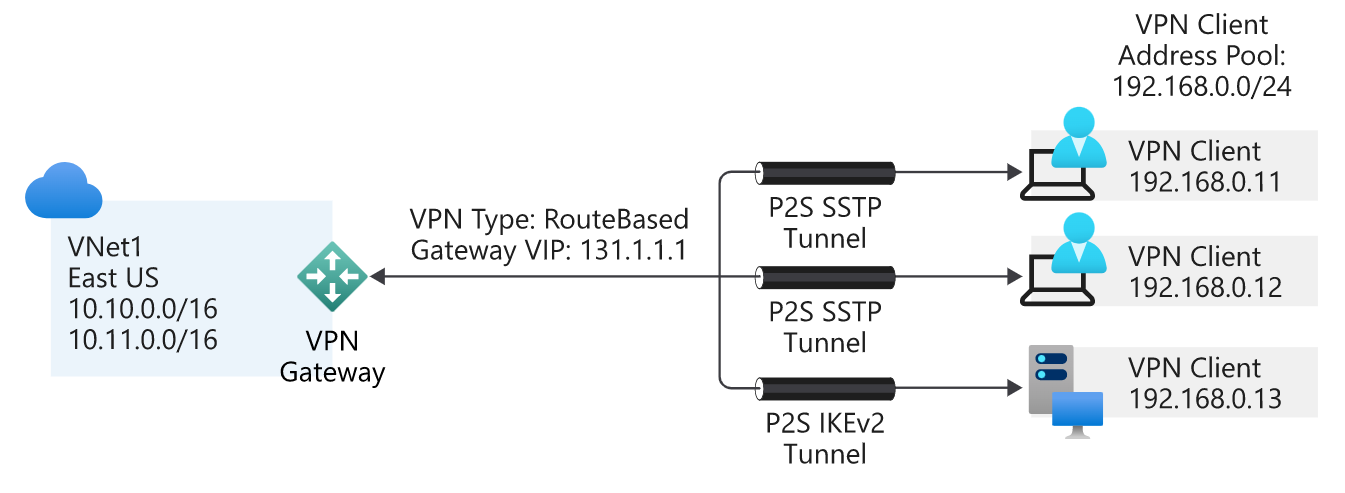 VPN Client
Address Pool:
192.168.0.0/24
VNet1
East US
10.10.0.0/16
10.11.0.0/16
VPN
Gateway
VPN Type: RouteBased
Gateway VIP: 131.1.1.1
P2S SSTP
Tunnel
VPN Client
192.168.0.11
P2S SSTP
Tunnel
VPN Client
192.168.0.12
P2S IKEv2
Tunnel
VPN Client
192.168.0.13